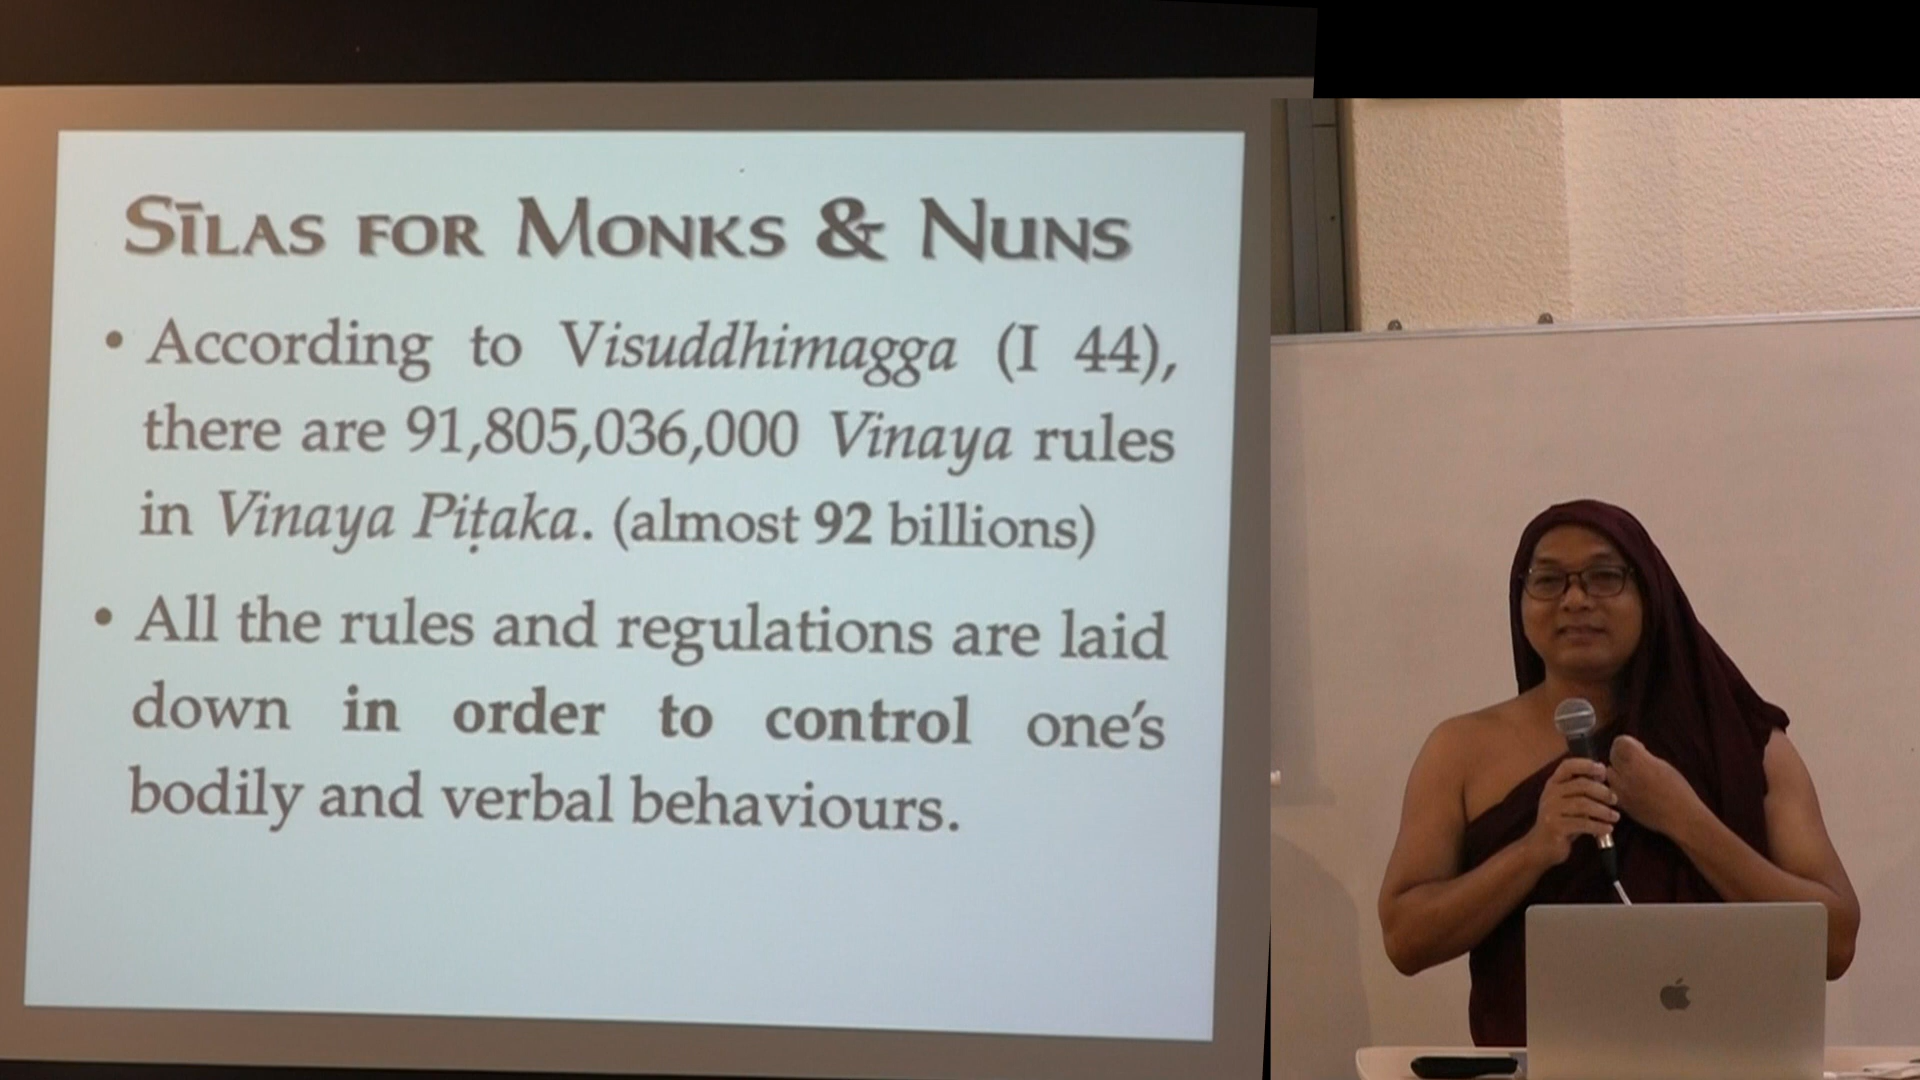 SĪLAS FOR MONKS & NUNS
• According to Visuddhimagga (I 44),
there are 91,805,036,000 Vinaya rules
in Vinaya Piṭaka. (almost 92 billions)
• All the rules and regulations are laid
down in order to control one's
bodily and verbal behaviours.